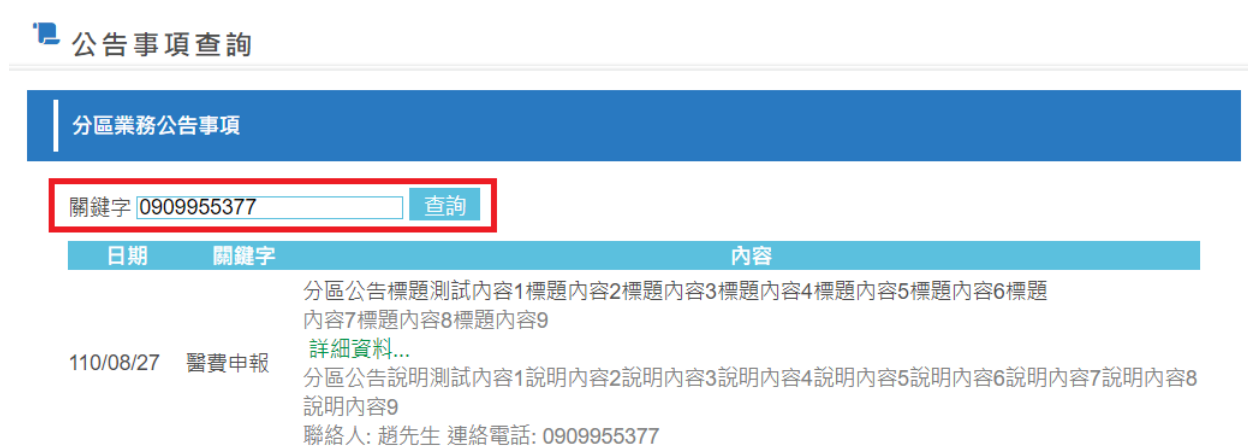 公告事項查詢
分區業務公告事項
關鍵字 0909955377 查詢
日期 關鍵字 內容
分區公告標題測試內容1標題內容2標題內容3標題內容4標題內容5標題內容6標題
內容7標題內容8標題內容9
詳細資料...
110/08/27 醫費申報
分區公告說明測試內容1說明內容2說明內容3說明內容4說明內容5說明內容6說明內容7說明內容8
說明內容9
聯絡人: 趙先生 連絡電話: 0909955377